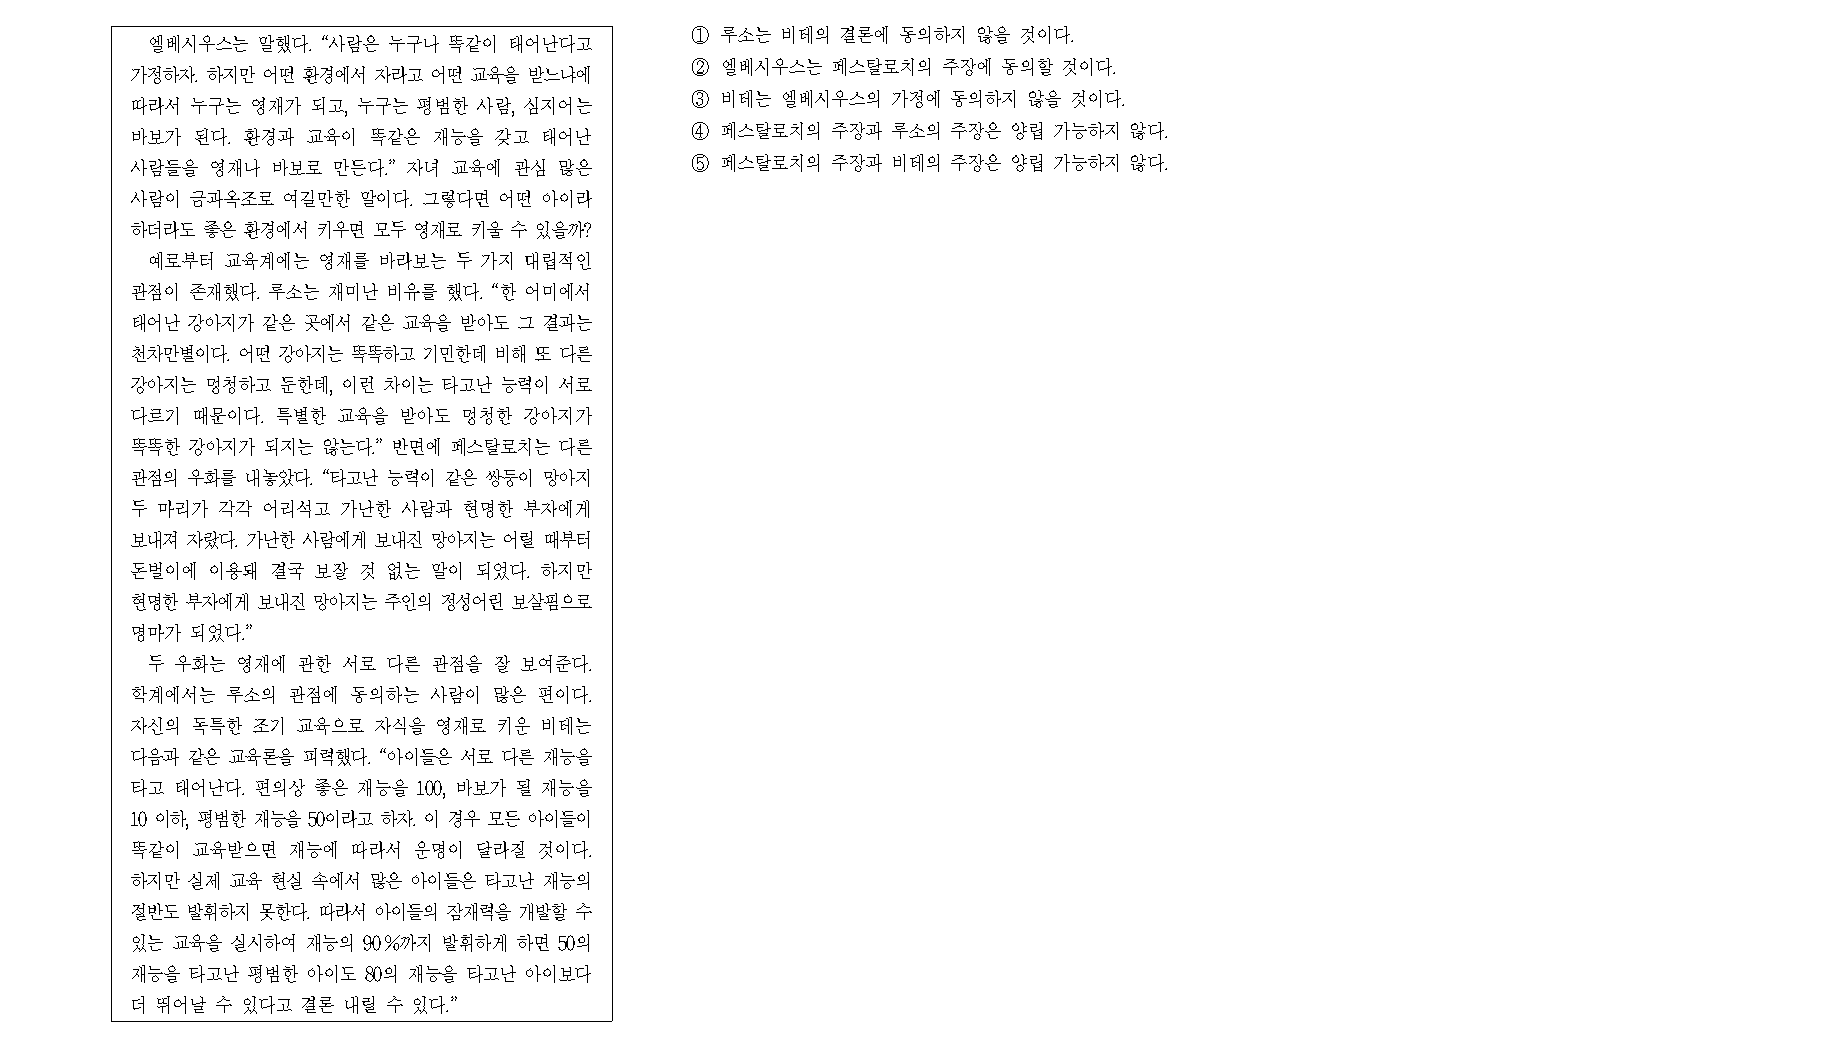 엘베시우스는 말했다. “사람은 누구나 똑같이 태어난다고
가정하자. 하지만 어떤 환경에서 자라고 어떤 교육을 받느냐에
따라서 누구는 영재가 되고, 누구는 평범한 사람, 심지어는
바보가 된다. 환경과 교육이 똑같은 재능을 갖고 태어난
사람들을 영재나 바보로 만든다.” 자녀 교육에 관심 많은
사람이 금과옥조로 여길만한 말이다. 그렇다면 어떤 아이라
하더라도 좋은 환경에서 키우면 모두 영재로 키울 수 있을까?
예로부터 교육계에는 영재를 바라보는 두 가지 대립적인
관점이 존재했다. 루소는 재미난 비유를 했다. “한 어미에서
태어난 강아지가 같은 곳에서 같은 교육을 받아도 그 결과는
천차만별이다. 어떤 강아지는 똑똑하고 기민한데 비해 또 다른
강아지는 멍청하고 둔한데, 이런 차이는 타고난 능력이 서로
다르기 때문이다. 특별한 교육을 받아도 멍청한 강아지가
똑똑한 강아지가 되지는 않는다.” 반면에 페스탈로치는 다른
관점의 우화를 내놓았다. “타고난 능력이 같은 쌍둥이 망아지
두 마리가 각각 어리석고 가난한 사람과 현명한 부자에게
보내져 자랐다. 가난한 사람에게 보내진 망아지는 어릴 때부터
돈벌이에 이용돼 결국 보잘 것 없는 말이 되었다. 하지만
현명한 부자에게 보내진 망아지는 주인의 정성어린 보살핌으로
명마가 되었다.”
두 우화는 영재에 관한 서로 다른 관점을 잘 보여준다.
학계에서는 루소의 관점에 동의하는 사람이 많은 편이다.
자신의 독특한 조기 교육으로 자식을 영재로 키운 비테는
다음과 같은 교육론을 피력했다. “아이들은 서로 다른 재능을
타고 태어난다. 편의상 좋은 재능을 100, 바보가 될 재능을
10 이하, 평범한 재능을 50이라고 하자. 이 경우 모든 아이들이
똑같이 교육받으면 재능에 따라서 운명이 달라질 것이다.
하지만 실제 교육 현실 속에서 많은 아이들은 타고난 재능의
절반도 발휘하지 못한다. 따라서 아이들의 잠재력을 개발할 수
있는 교육을 실시하여 재능의 90%까지 발휘하게 하면 50의
재능을 타고난 평범한 아이도 80의 재능을 타고난 아이보다
더 뛰어날 수 있다고 결론 내릴 수 있다.”
① 루소는 비테의 결론에 동의하지 않을 것이다.
② 엘베시우스는 페스탈로치의 주장에 동의할 것이다.
③ 비테는 엘베시우스의 가정에 동의하지 않을 것이다.
④ 페스탈로치의 주장과 루소의 주장은 양립 가능하지 않다.
⑤ 페스탈로치의 주장과 비테의 주장은 양립 가능하지 않다.